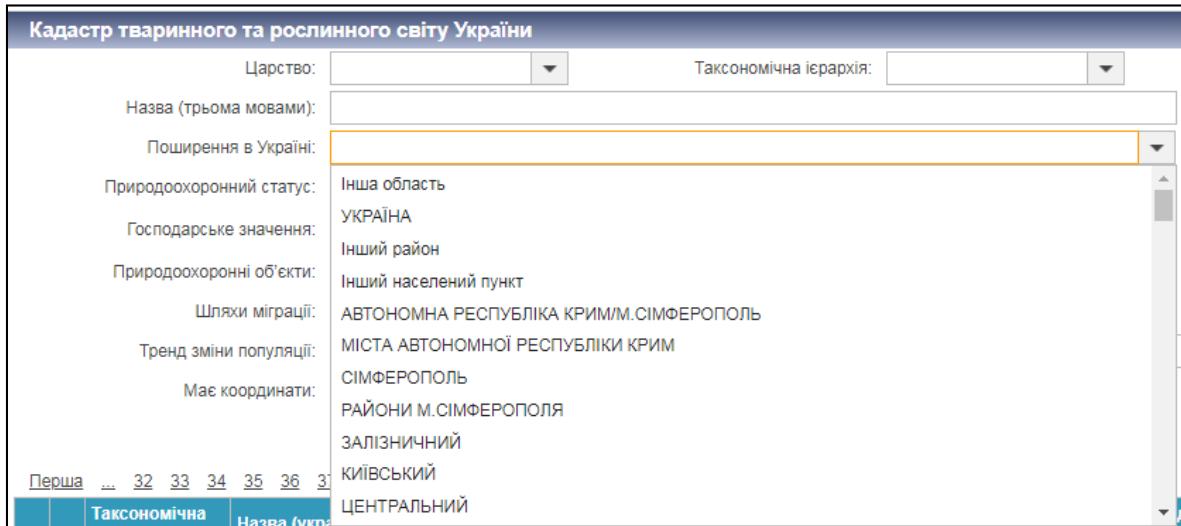 Кадастр тваринного та рослинного світу України
Царство: Таксономічна ієрархія:
Назва (трьома мовами):
Поширення в Україні:
Природоохоронний статус: Інша область
УКРАЇНА
Господарське значення: Інший район
Природоохоронні об'єкти: Інший населений пункт
Шляхи міграції: АВТОНОМНА РЕСПУБЛІКА КРИМ/М.СІМФЕРОПОЛЬ
Тренд зміни популяції: МІСТА АВТОНОМНОЇ РЕСПУБЛІКИ КРИМ
СІМФЕРОПОЛЬ
Має координати:
РАЙОНИ М.СІМФЕРОПОЛЯ
ЗАЛІЗНИЧНИЙ
КИЇВСЬКИЙ
Перша ... 32 33 34 35 36
ЦЕНТРАЛЬНИЙ
Таксономічна Назва